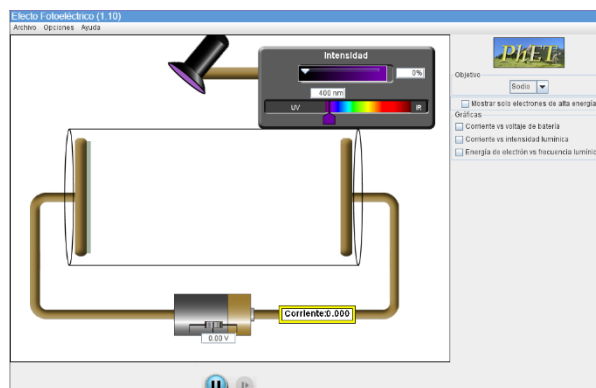 Efecto Fotoeléctrico (1.10)
Archivo Opciones Ayuda
Intensidad
0%
400 nm
UV
IR
Corriente:0.000
0.00 V
PhET
Objetivo
Sodio
Mostrar solo electrones de alta energía
Gráficas
Corriente vs voltaje de batería
Corriente vs intensidad lumínica
Energía de electrón vs frecuencia lumínic